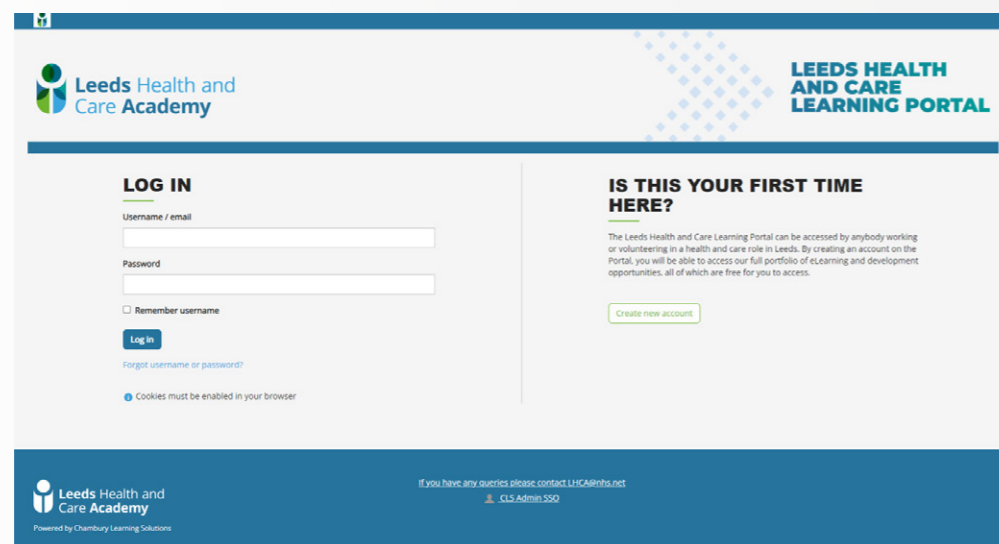 Leeds Health and
Care Academy
LEEDS HEALTH
AND CARE
LEARNING PORTAL
LOG IN
Username / email
Password
Remember username
Log in
Forgot username or password?
Cookies must be enabled in your browser
IS THIS YOUR FIRST TIME
HERE?
The Leeds Health and Care Learning Portal can be accessed by anybody working
or volunteering in a health and care role in Leeds. By creating an account on the
Portal, you will be able to access our full portfolio of eLearning and development
opportunities, all of which are free for you to access.
Create new account
Leeds Health and
Care Academy
Powered by Chambury Learning Solutions
If you have any queries please contact LHCA@nhs.net
CLS Admin SSO